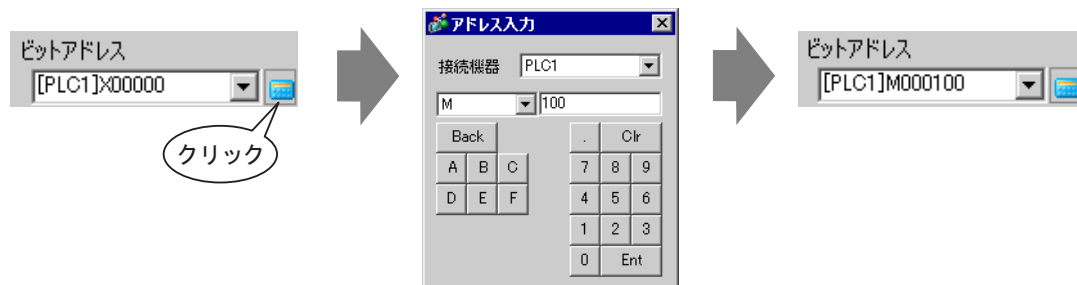 ビットアドレス
[PLC1]X00000
クリック
アドレス入力
接続機器 PLC1
M 100
Back . Clr
A B C 7 8 9
D E F 4 5 6
1 2 3
0 Ent
ビットアドレス
[PLC1]M000100